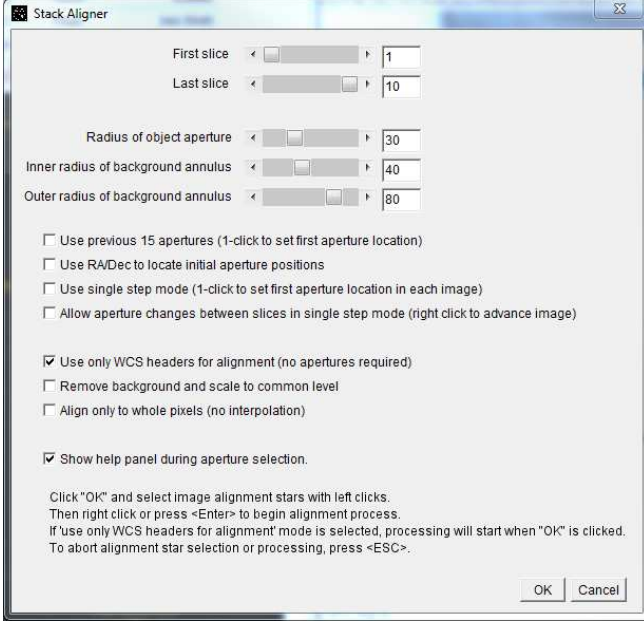 Stack Aligner
First slice 1
Last slice 10
Radius of object aperture 30
Inner radius of background annulus 40
Outer radius of background annulus 80
Use previous 15 apertures (1-click to set first aperture location)
Use RA/Dec to locate initial aperture positions
Use single step mode (1-click to set first aperture location in each image)
Allow aperture changes between slices in single step mode (right click to advance image)
Use only WCS headers for alignment (no apertures required)
Remove background and scale to common level
Align only to whole pixels (no interpolation)
Show help panel during aperture selection.
Click "OK" and select image alignment stars with left clicks.
Then right click or press <Enter> to begin alignment process.
If 'use only WCS headers for alignment' mode is selected, processing will start when "OK" is clicked.
To abort alignment star selection or processing, press <ESC>.
OK Cancel